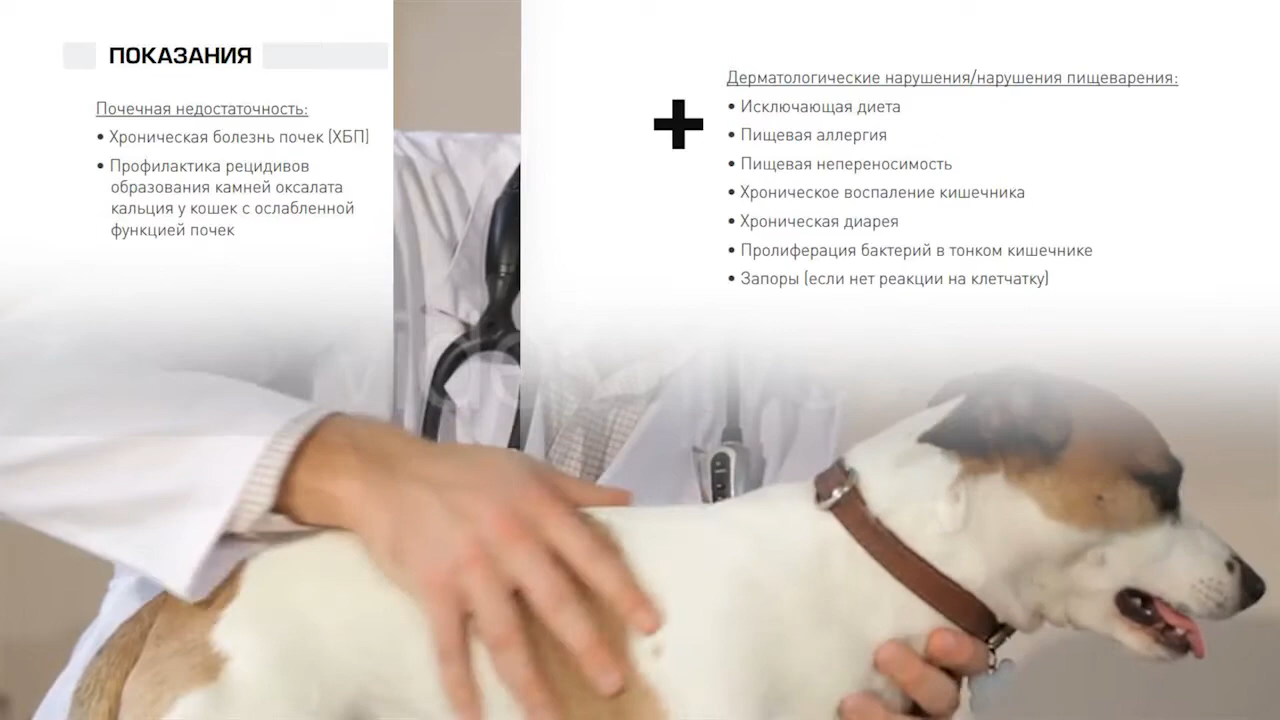 ПОКАЗАНИЯ
Почечная недостаточность:
• Хроническая болезнь почек (ХБП)
• Профилактика рецидивов
образования камней оксалата
кальция у кошек с ослабленной
функцией почек
Дерматологические нарушения/нарушения пищеварения:
• Исключающая диета
• Пищевая аллергия
• Пищевая непереносимость
• Хроническое воспаление кишечника
• Хроническая диарея
• Пролиферация бактерий в тонком кишечнике
• Запоры (если нет реакции на клетчатку)